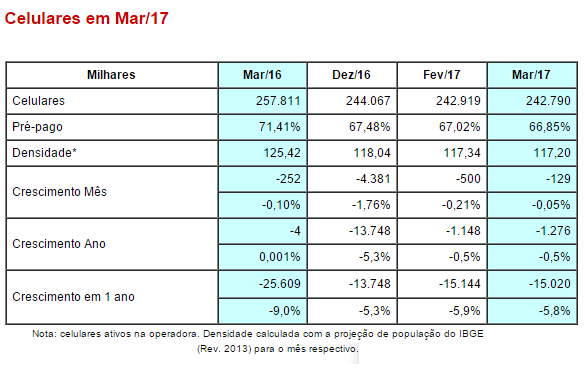 Celulares em Mar/17
Milhares Mar/16 Dez/16 Fev/17 Mar/17
Celulares 257.811 244.067 242.919 242.790
Pré-pago 71,41% 67,48% 67,02% 66,85%
Densidade* 125,42 118,04 117,34 117,20
Crescimento Mês -252 -4.381 -500 -129
-0,10% -1,76% -0,21% -0,05%
Crescimento Ano -4 -13.748 -1.148 -1.276
0,001% -5,3% -0,5% -0,5%
Crescimento em 1 ano -25.609 -13.748 -15.144 -15.020
-9,0% -5,3% -5,9% -5,8%
Nota: celulares ativos na operadora. Densidade calculada com a projeção de população do IBGE
(Rev. 2013) para o mês respectivo.